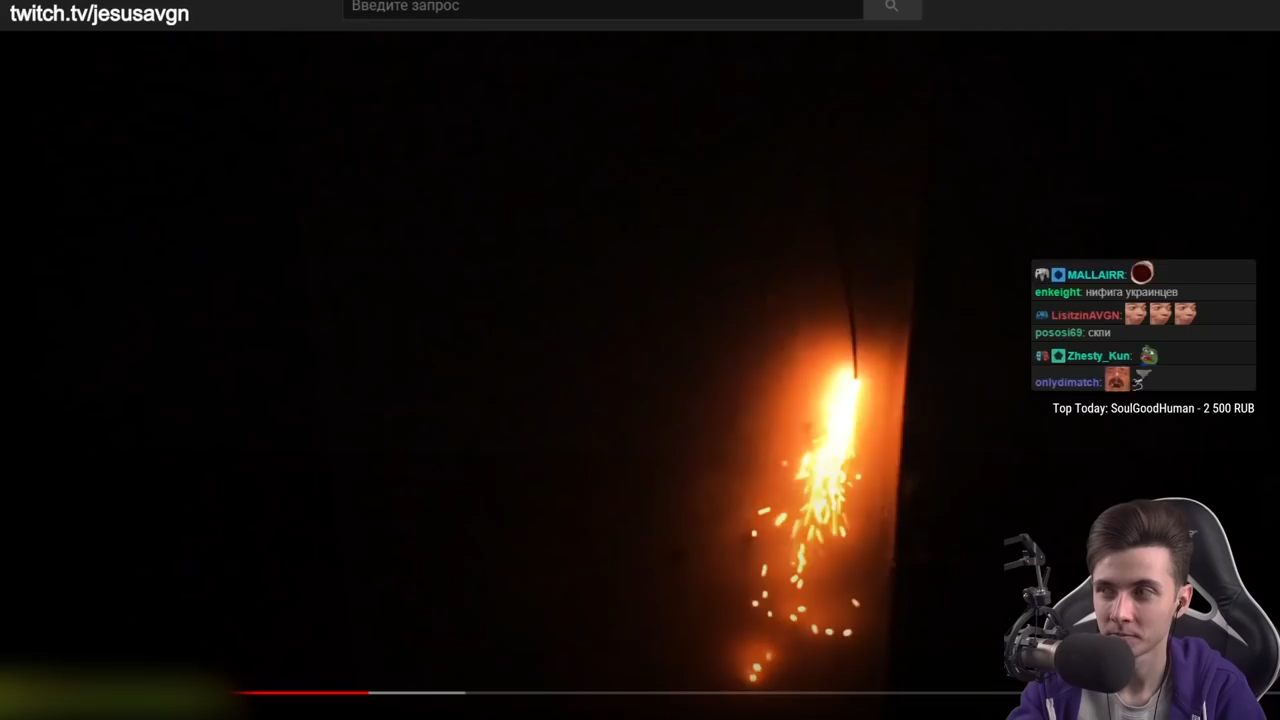 twitch.tv/jesusavgn
Введите запрос
MALLAIRR:
enkeight: нифига украинцев
LisitzinAVGN:
pososi69: скпи
Zhesty_Kun:
onlydimatch:
Top Today: SoulGoodHuman - 2 500 RUB